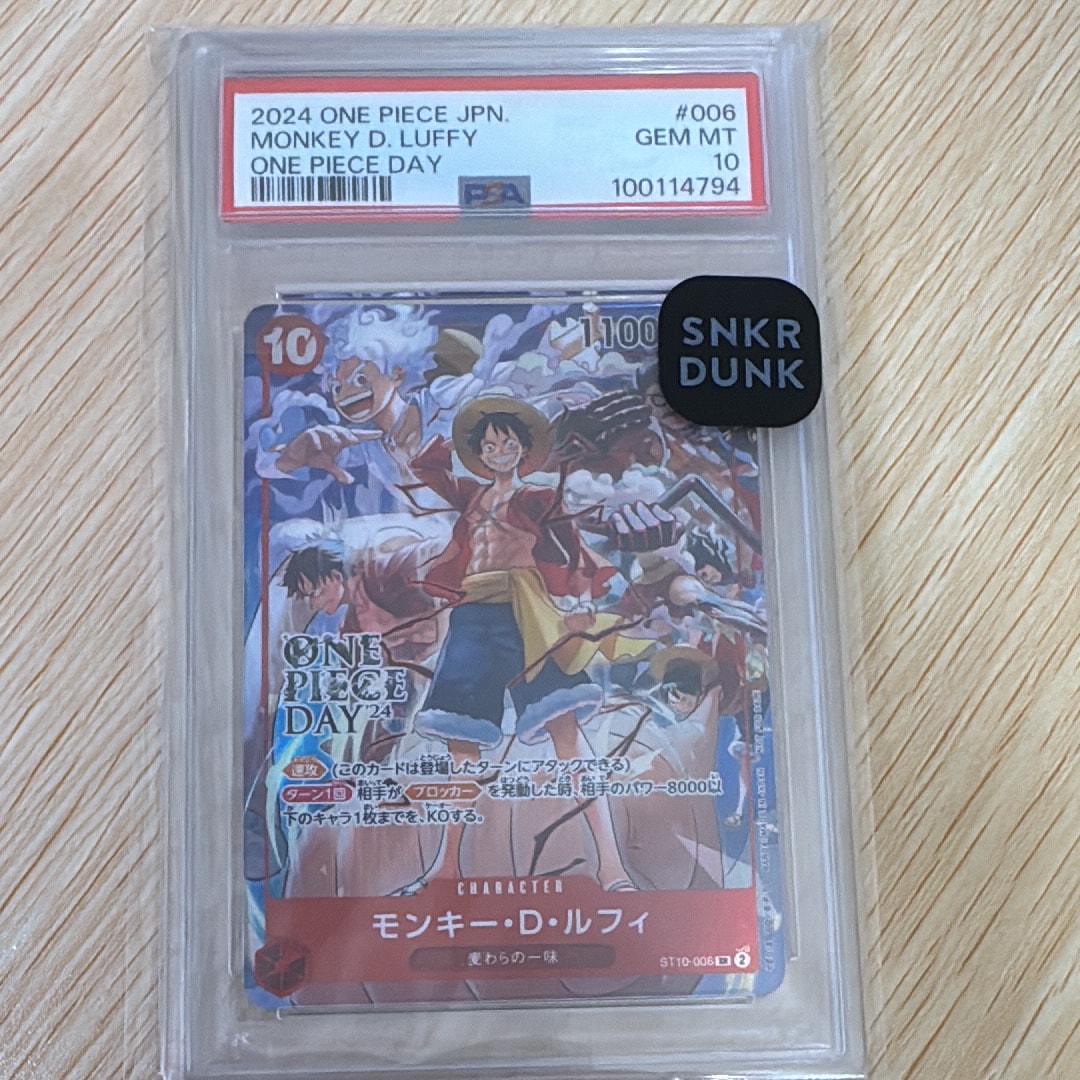 2024 ONE PIECE JPN. #006
MONKEY D. LUFFY GEM MT
ONE PIECE DAY 10
PSA 100114794
SNKR
DUNK
10
1100
ONE
PIECE
DAY '24
速攻 (このカードは登場したターンにアタックできる)
ターン1回 相手が ブロッカー を発動した時、相手のパワー8000以
下のキャラ1枚までを、KOする。
CHARACTER
モンキー・D・ルフィ
麦わらの一味
ST10-006 2